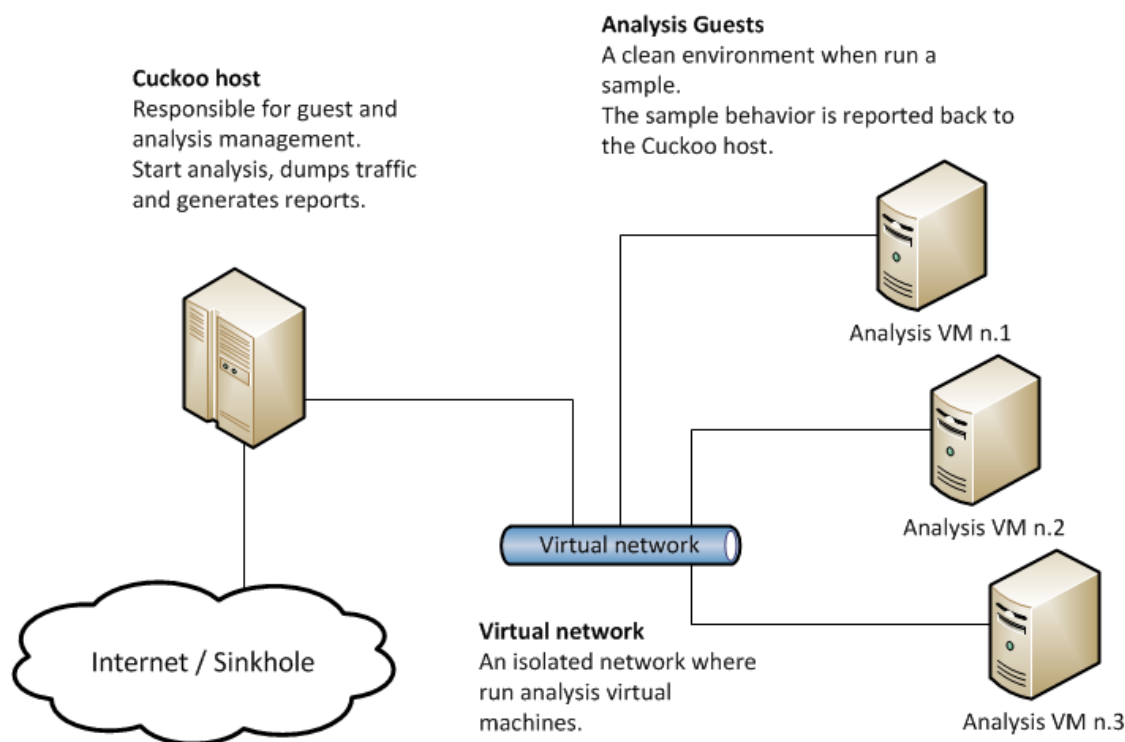 Cuckoo host
Responsible for guest and
analysis management.
Start analysis, dumps traffic
and generates reports.
Analysis Guests
A clean environment when run a
sample.
The sample behavior is reported back to
the Cuckoo host.
Analysis VM n.1
Analysis VM n.2
Virtual network
Internet / Sinkhole
Virtual network
An isolated network where
run analysis virtual
machines.
Analysis VM n.3